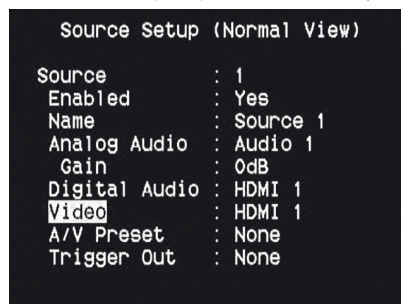 Source Setup (Normal View)
Source : 1
Enabled : Yes
Name : Source 1
Analog Audio : Audio 1
Gain : 0dB
Digital Audio : HDMI 1
Video : HDMI 1
A/V Preset : None
Trigger Out : None